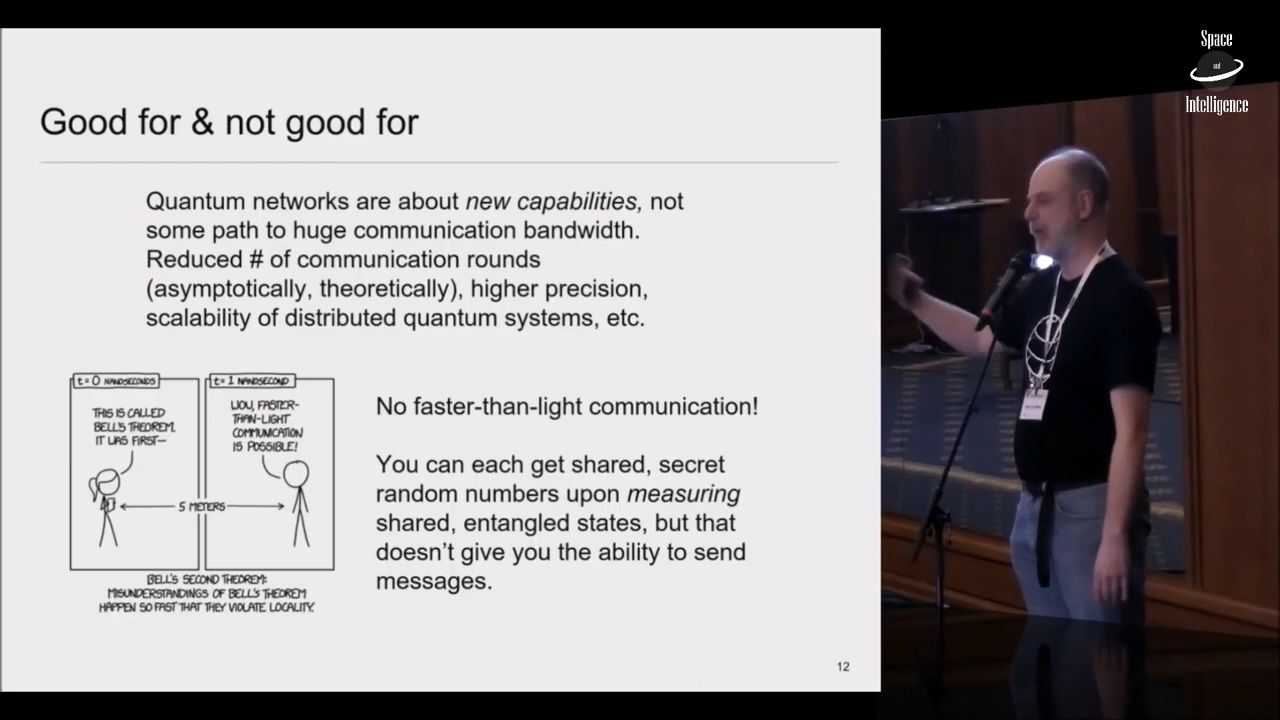 Good for & not good for
Quantum networks are about new capabilities, not
some path to huge communication bandwidth.
Reduced # of communication rounds
(asymptotically, theoretically), higher precision,
scalability of distributed quantum systems, etc.
t=0 NANOSECONDS
THIS IS CALLED
BELL'S THEOREM.
IT WAS FIRST—
t=1 NANOSECOND
WOW, FASTER-
THAN-LIGHT
COMMUNICATION
IS POSSIBLE!
5 METERS
BELL'S SECOND THEOREM:
MISUNDERSTANDINGS OF BELL'S THEOREM
HAPPEN SO FAST THAT THEY VIOLATE LOCALITY.
No faster-than-light communication!
You can each get shared, secret
random numbers upon measuring
shared, entangled states, but that
doesn't give you the ability to send
messages.
12
Space
and
Intelligence